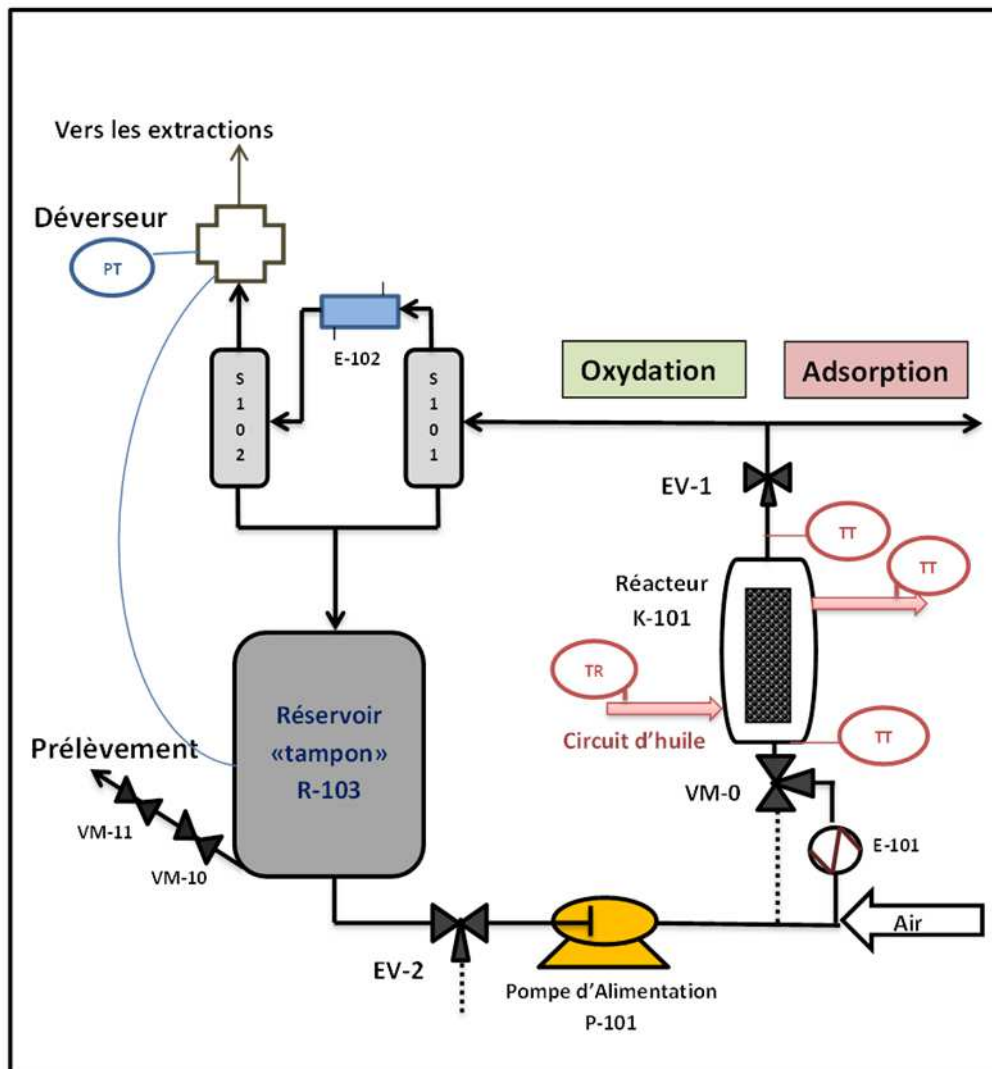 Vers les extractions
Déverseur
PT
E-102
S
1
0
2
S
1
0
1
Oxydation
Adsorption
EV-1
TT
TT
Réacteur
K-101
TR
Circuit d'huile
TT
VM-0
E-101
Réservoir
«tampon»
R-103
Prélèvement
VM-11
VM-10
Air
EV-2
Pompe d'Alimentation
P-101